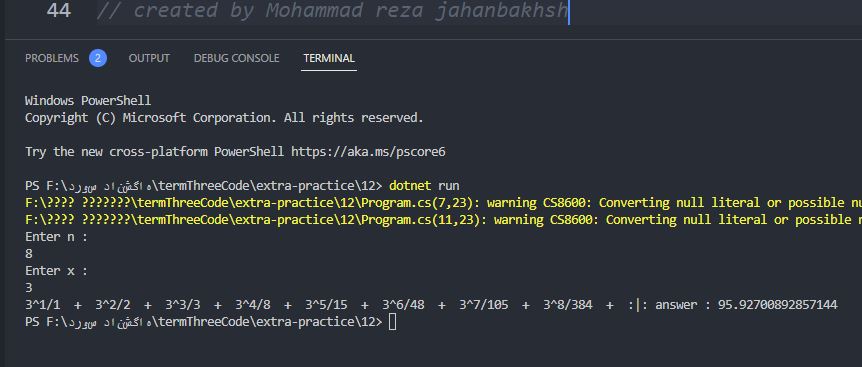 44 // created by Mohammad reza jahanbakhsh
PROBLEMS 2 OUTPUT DEBUG CONSOLE TERMINAL
Windows PowerShell
Copyright (C) Microsoft Corporation. All rights reserved.
Try the new cross-platform PowerShell https://aka.ms/pscore6
PS F:\دروس دانشگاه\termThreeCode\extra-practice\12> dotnet run
F:\???? ???????\termThreeCode\extra-practice\12\Program.cs(7,23): warning CS8600: Converting null literal or possible nu
F:\???? ???????\termThreeCode\extra-practice\12\Program.cs(11,23): warning CS8600: Converting null literal or possible n
Enter n :
8
Enter x :
3
3^1/1 + 3^2/2 + 3^3/3 + 3^4/8 + 3^5/15 + 3^6/48 + 3^7/105 + 3^8/384 + :|: answer : 95.92700892857144
PS F:\دروس دانشگاه\termThreeCode\extra-practice\12>